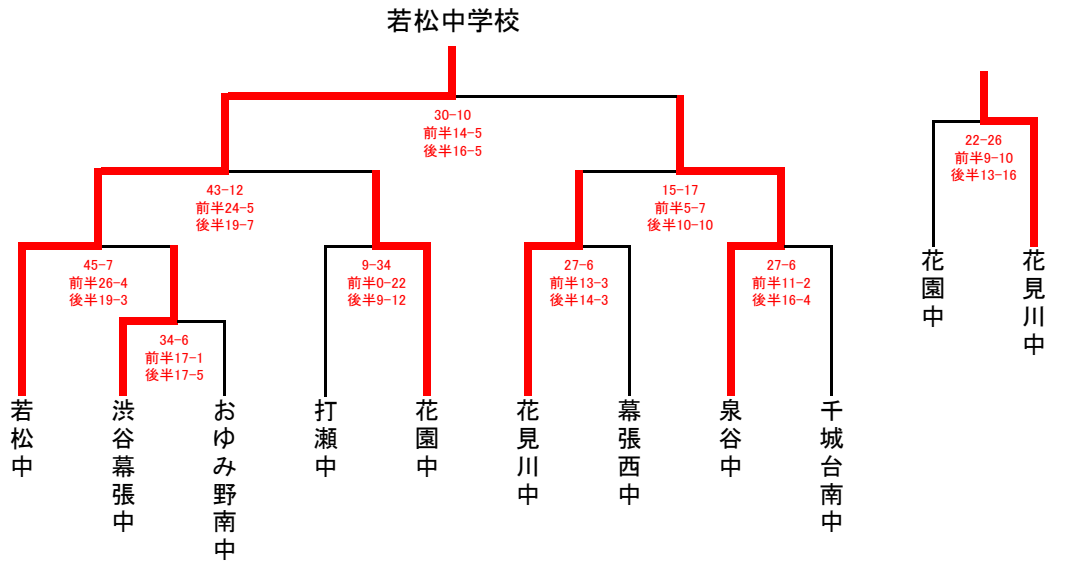 若松中学校
30-10
前半14-5
後半16-5
43-12
前半24-5
後半19-7
15-17
前半5-7
後半10-10
45-7
前半26-4
後半19-3
9-34
前半0-22
後半9-12
27-6
前半13-3
後半14-3
27-6
前半11-2
後半16-4
34-6
前半17-1
後半17-5
若松中
渋谷幕張中
おゆみ野南中
打瀬中
花園中
花見川中
幕張西中
泉谷中
千城台南中
22-26
前半9-10
後半13-16
花園中
花見川中